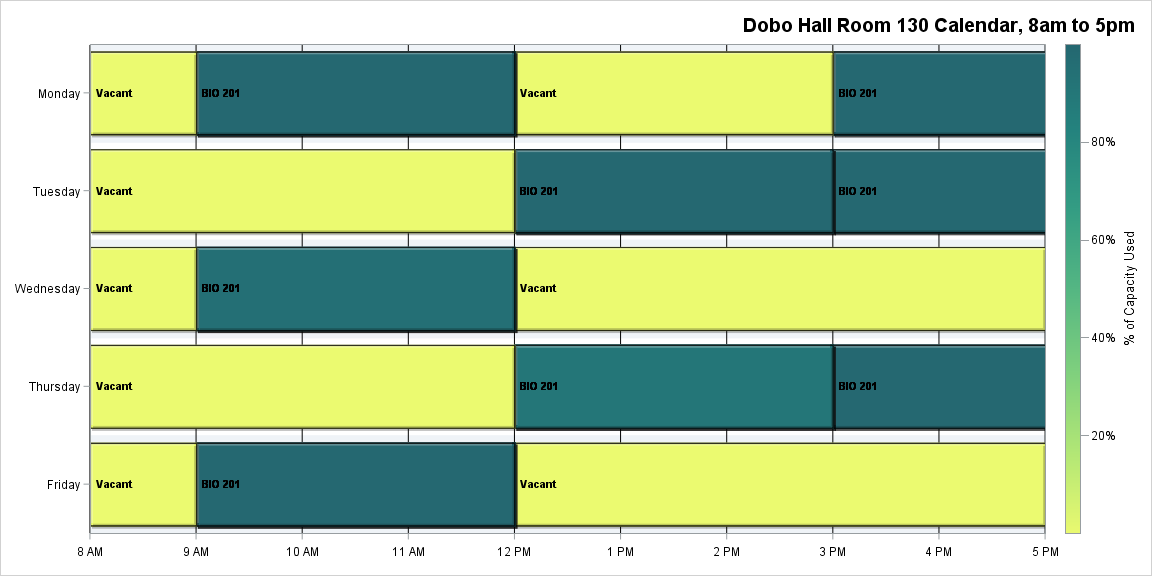 Dobo Hall Room 130 Calendar, 8am to 5pm
Monday Vacant BIO 201 Vacant BIO 201
80%
Tuesday Vacant BIO 201 BIO 201
60%
% of Capacity Used
Wednesday Vacant BIO 201 Vacant
40%
Thursday Vacant BIO 201 BIO 201
20%
Friday Vacant BIO 201 Vacant
8 AM 9 AM 10 AM 11 AM 12 PM 1 PM 2 PM 3 PM 4 PM 5 PM